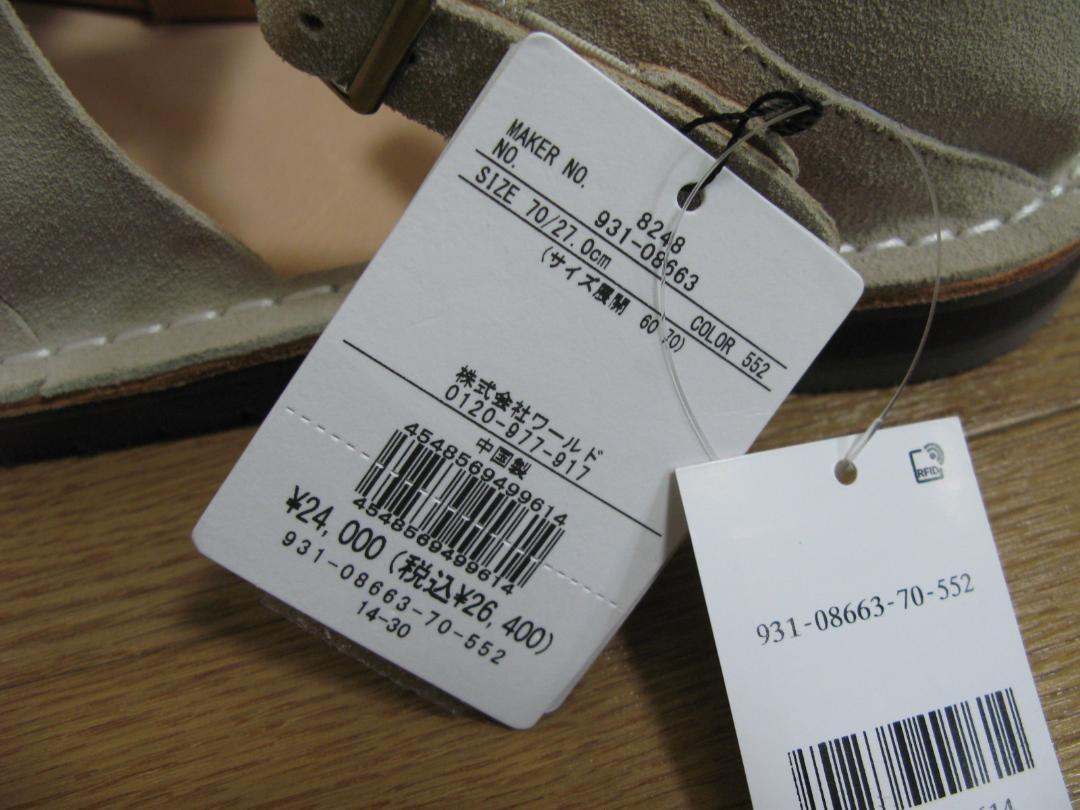 MAKER NO. 8248
NO. 931-08663
SIZE 70/27.0cm COLOR 552
(サイズ展開 60,70)
株式会社ワールド
0120-977-917
中国製
4548569499614
4548569499614
¥24,000(税込¥26,400)
931-08663-70-552
14-30
RFID
931-08663-70-552